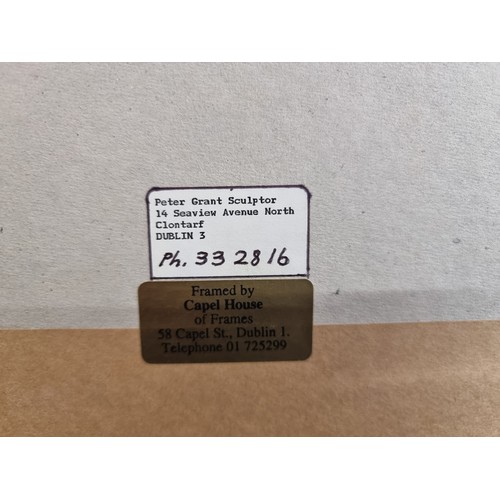 Peter Grant Sculptor
14 Seaview Avenue North
Clontarf
DUBLIN 3
Ph. 33 28 16
Framed by
Capel House
of Frames
58 Capel St., Dublin 1.
Telephone 01 725299